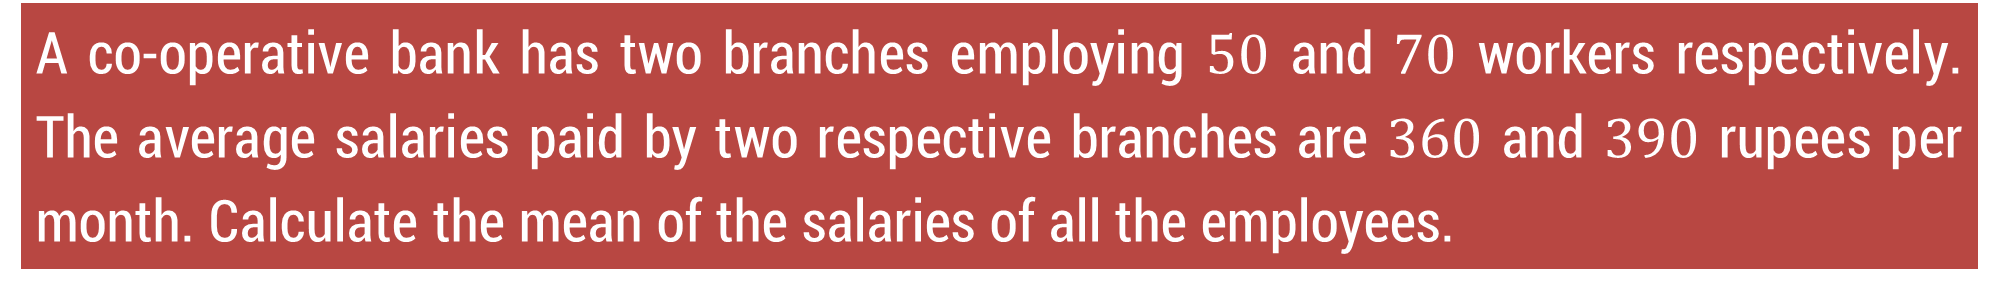 A co-operative bank has two branches employing 50 and 70 workers respectively.
The average salaries paid by two respective branches are 360 and 390 rupees per
month. Calculate the mean of the salaries of all the employees.